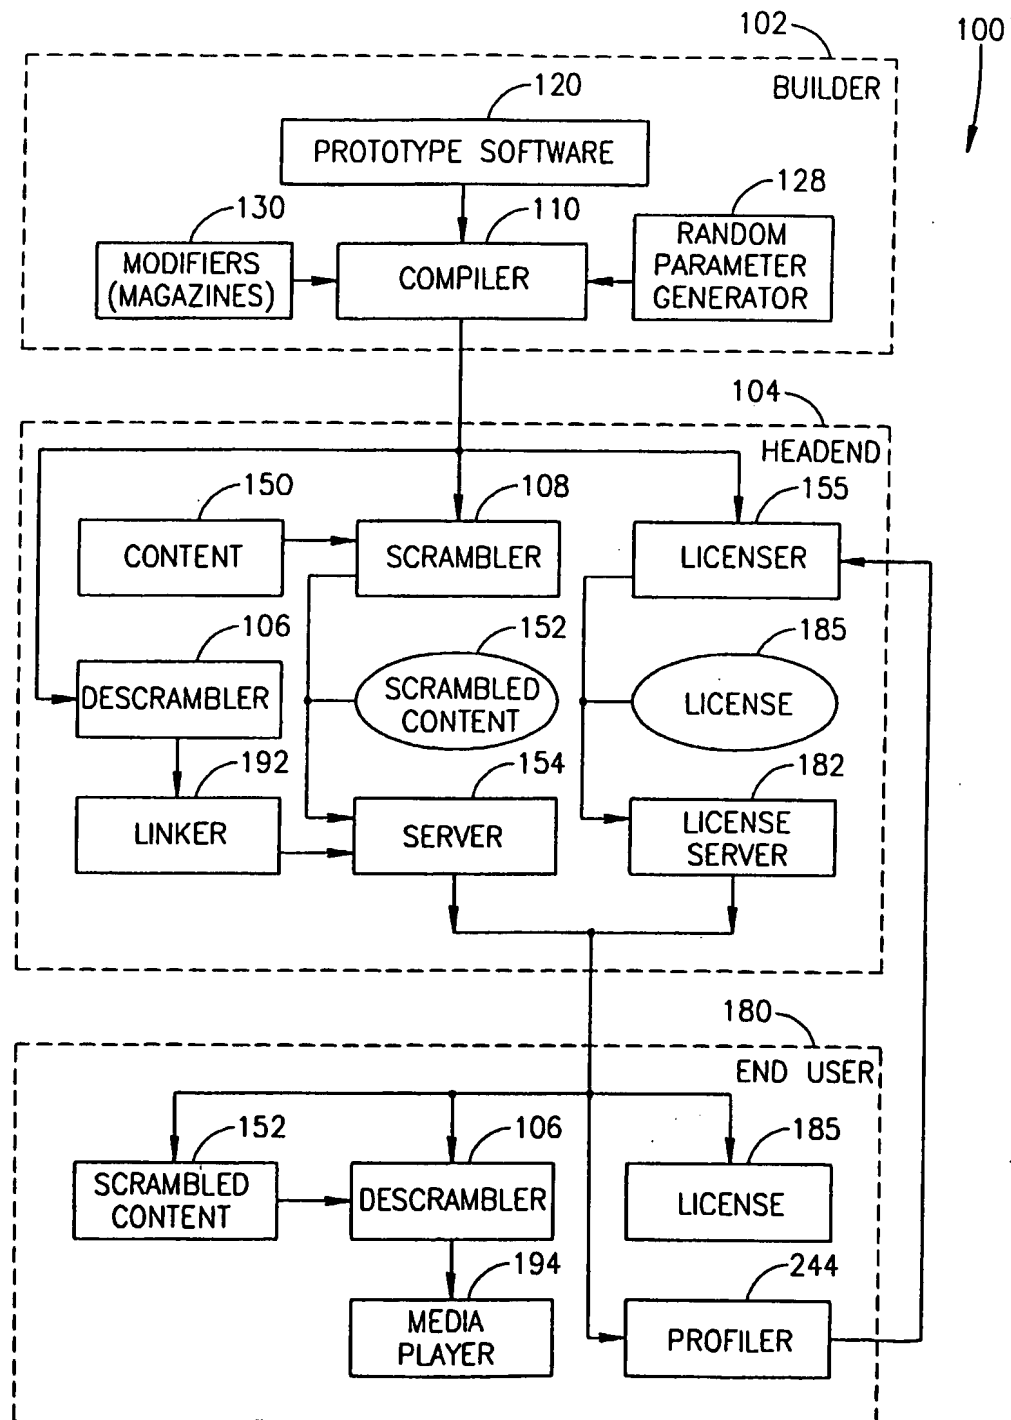 102
100
BUILDER
120
PROTOTYPE SOFTWARE
130
110
128
MODIFIERS
(MAGAZINES)
COMPILER
RANDOM
PARAMETER
GENERATOR
104
HEADEND
150
108
155
CONTENT
SCRAMBLER
LICENSER
106
152
185
DESCRAMBLER
SCRAMBLED
CONTENT
LICENSE
192
154
182
LINKER
SERVER
LICENSE
SERVER
180
END USER
152
106
185
SCRAMBLED
CONTENT
DESCRAMBLER
LICENSE
194
244
MEDIA
PLAYER
PROFILER